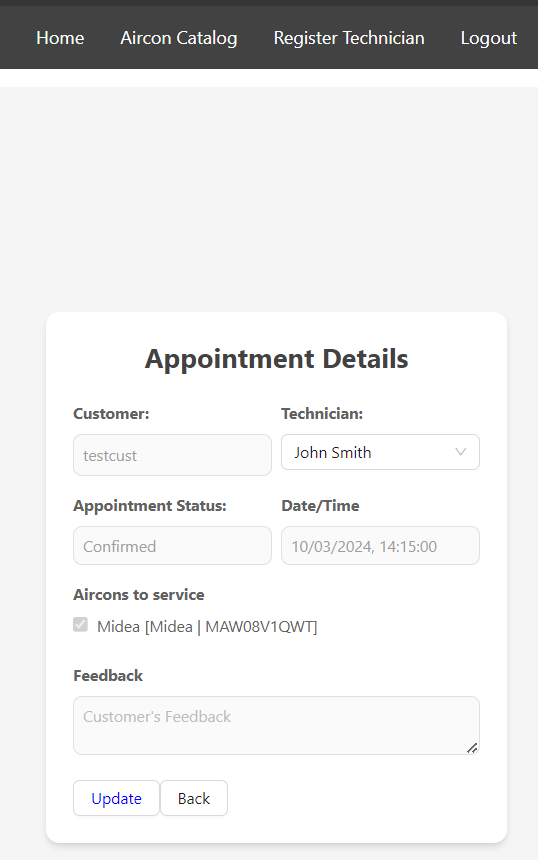 Home Aircon Catalog Register Technician Logout
Appointment Details
Customer: Technician:
testcust John Smith
Appointment Status: Date/Time
Confirmed 10/03/2024, 14:15:00
Aircons to service
Midea [Midea | MAW08V1QWT]
Feedback
Customer's Feedback
Update Back